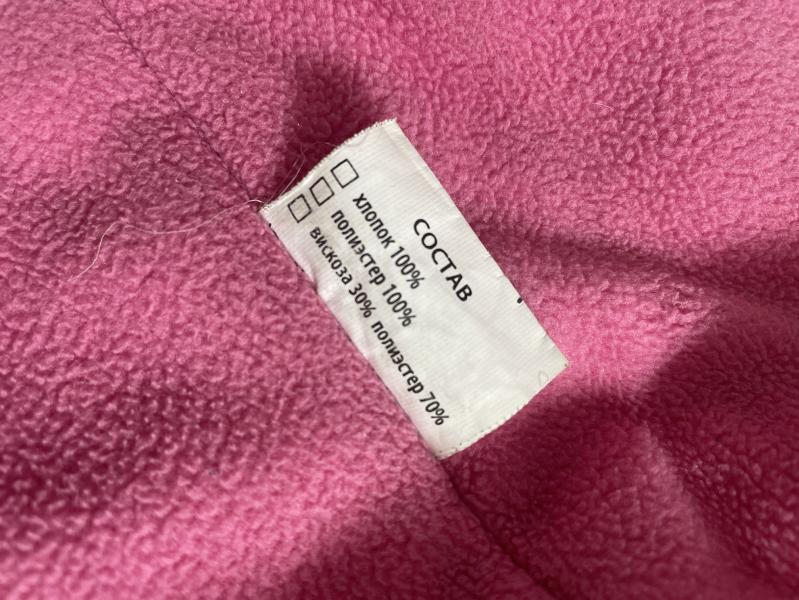 СОСТАВ
☐ хлопок 100%
☐ полиэстер 100%
☐ вискоза 30% полиэстер 70%